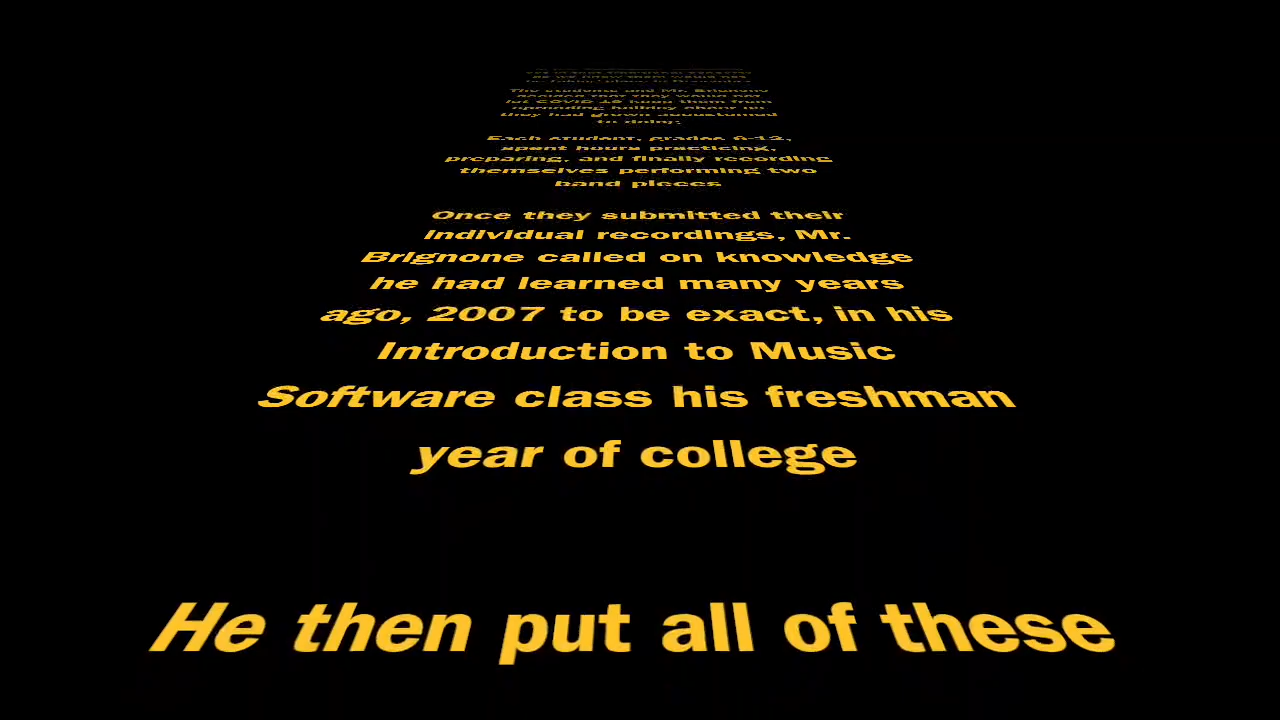 The students and Mr. Brignone
decided that they would not
let COVID-19 keep them from
they had grown accustomed
to doing;
Each student, grades 6-12,
spent hours practicing,
preparing, and finally recording
themselves performing two
band pieces
Once they submitted their
individual recordings, Mr.
Brignone called on knowledge
he had learned many years
ago, 2007 to be exact, in his
Introduction to Music
Software class his freshman
year of college
He then put all of these